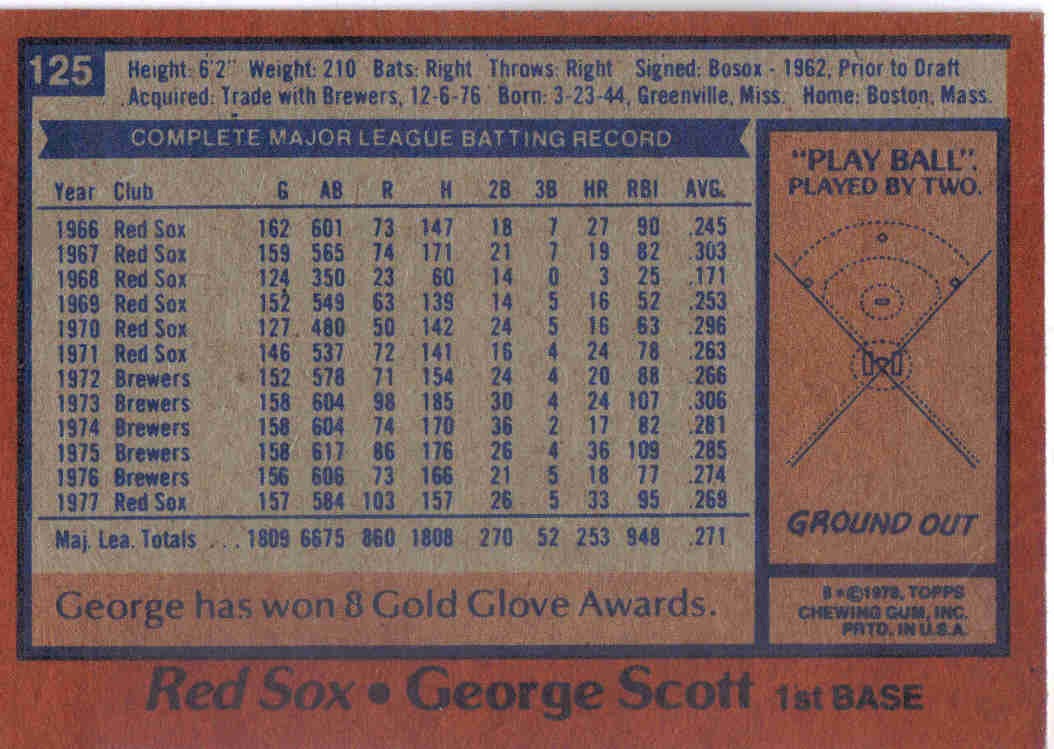 125
Height: 6'2" Weight: 210 Bats: Right Throws: Right Signed: Bosox - 1962, Prior to Draft
Acquired: Trade with Brewers, 12-6-76 Born: 3-23-44, Greenville, Miss. Home: Boston, Mass.
COMPLETE MAJOR LEAGUE BATTING RECORD
Year Club G AB R H 2B 3B HR RBI AVG.
1966 Red Sox 162 601 73 147 18 7 27 90 .245
1967 Red Sox 159 565 74 171 21 7 19 82 .303
1968 Red Sox 124 350 23 60 14 0 3 25 .171
1969 Red Sox 152 549 63 139 14 5 16 52 .253
1970 Red Sox 127 480 50 142 24 5 16 63 .296
1971 Red Sox 146 537 72 141 16 4 24 78 .263
1972 Brewers 152 578 71 154 24 4 20 88 .266
1973 Brewers 158 604 98 185 30 4 24 107 .306
1974 Brewers 158 604 74 170 36 2 17 82 .281
1975 Brewers 158 617 86 176 26 4 36 109 .285
1976 Brewers 156 606 73 166 21 5 18 77 .274
1977 Red Sox 157 584 103 157 26 5 33 95 .269
Maj. Lea. Totals ... 1809 6675 860 1808 270 52 253 948 .271
George has won 8 Gold Glove Awards.
"PLAY BALL".
PLAYED BY TWO.
GROUND OUT
B * ©1978, TOPPS
CHEWING GUM, INC.
PRTD. IN U.S.A.
Red Sox • George Scott 1st BASE